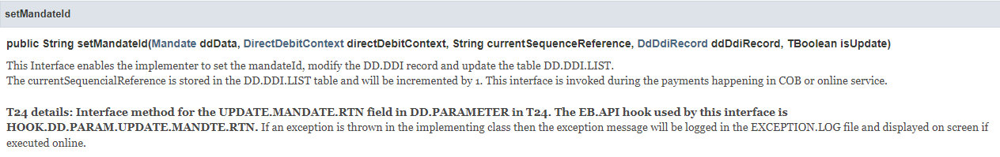 setMandateId
public String setMandateId(Mandate ddData, DirectDebitContext directDebitContext, String currentSequenceReference, DdDdiRecord ddDdiRecord, TBoolean isUpdate)
This Interface enables the implementer to set the mandateId, modify the DD.DDI record and update the table DD.DDI.LIST.
The currentSequencialReference is stored in the DD.DDI.LIST table and will be incremented by 1. This interface is invoked during the payments happening in COB or online service.
T24 details: Interface method for the UPDATE.MANDATE.RTN field in DD.PARAMETER in T24. The EB.API hook used by this interface is
HOOK.DD.PARAM.UPDATE.MANDTE.RTN. If an exception is thrown in the implementing class then the exception message will be logged in the EXCEPTION.LOG file and displayed on screen if
executed online.